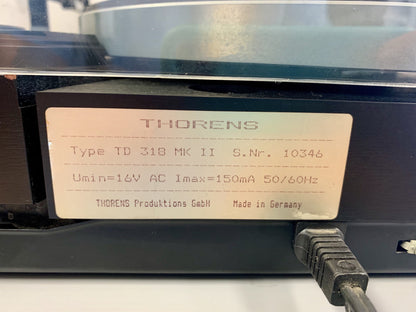 THORENS
Type TD 318 MK II S.Nr. 10346
Umin=16V AC Imax=150mA 50/60Hz
THORENS Produktions GmbH Made in Germany